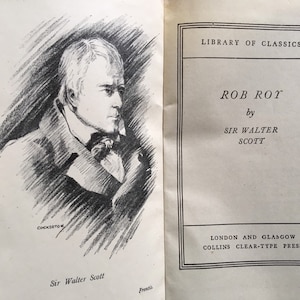 COCKERTON
Sir Walter Scott
LIBRARY OF CLASSICS
ROB ROY
by
SIR WALTER
SCOTT
LONDON AND GLASGOW
COLLINS CLEAR-TYPE PRESS